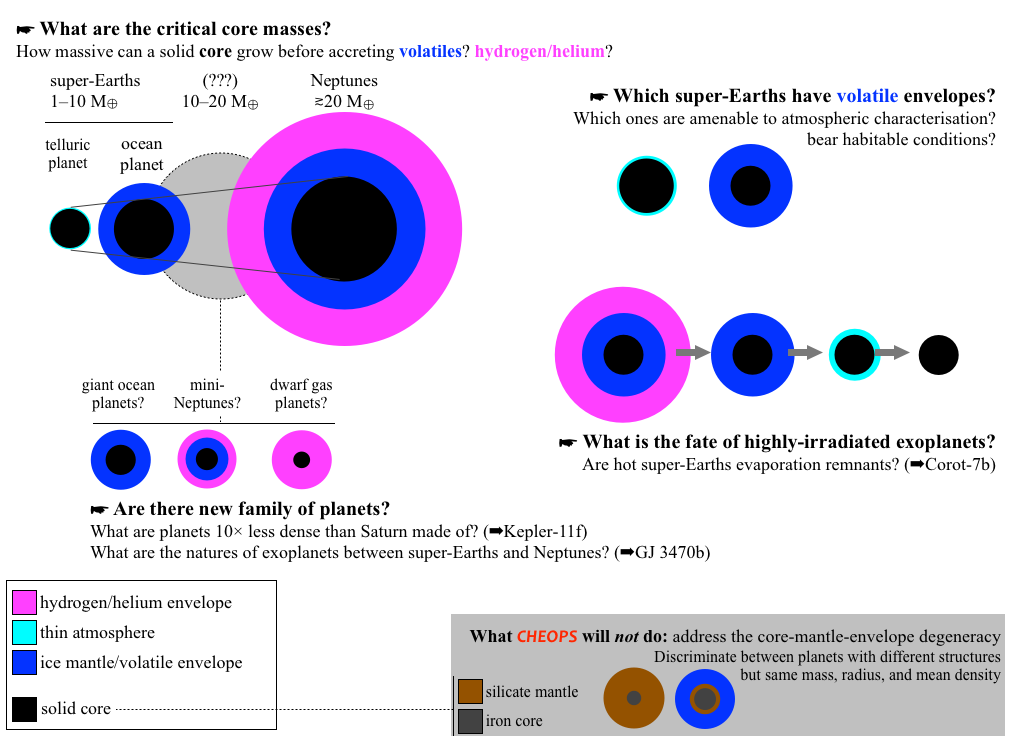 ☛ What are the critical core masses?
How massive can a solid core grow before accreting volatiles? hydrogen/helium?
super-Earths
1–10 M⊕
(???)
10–20 M⊕
Neptunes
≳20 M⊕
telluric
planet
ocean
planet
☛ Which super-Earths have volatile envelopes?
Which ones are amenable to atmospheric characterisation?
bear habitable conditions?
giant ocean
planets?
mini-
Neptunes?
dwarf gas
planets?
☛ What is the fate of highly-irradiated exoplanets?
Are hot super-Earths evaporation remnants? (➡Corot-7b)
☛ Are there new family of planets?
What are planets 10× less dense than Saturn made of? (➡Kepler-11f)
What are the natures of exoplanets between super-Earths and Neptunes? (➡GJ 3470b)
hydrogen/helium envelope
thin atmosphere
ice mantle/volatile envelope
solid core
What CHEOPS will not do: address the core-mantle-envelope degeneracy
Discriminate between planets with different structures
but same mass, radius, and mean density
silicate mantle
iron core